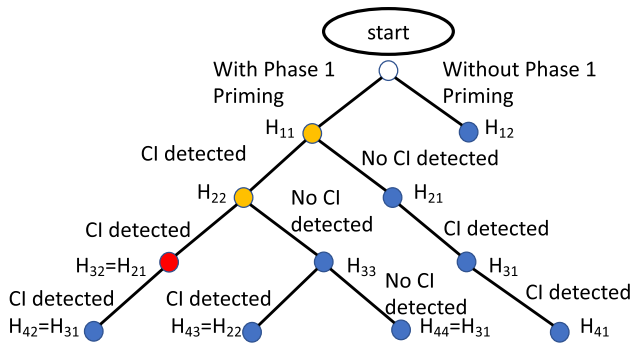 start
With Phase 1
Priming
Without Phase 1
Priming
H₁₁
H₁₂
CI detected
No CI detected
H₂₂
No CI
detected
H₂₁
CI detected
CI detected
H₃₂=H₂₁
H₃₃
No CI
detected
H₃₁
CI detected
CI detected
CI detected
H₄₂=H₃₁
H₄₃=H₂₂
H₄₄=H₃₁
H₄₁